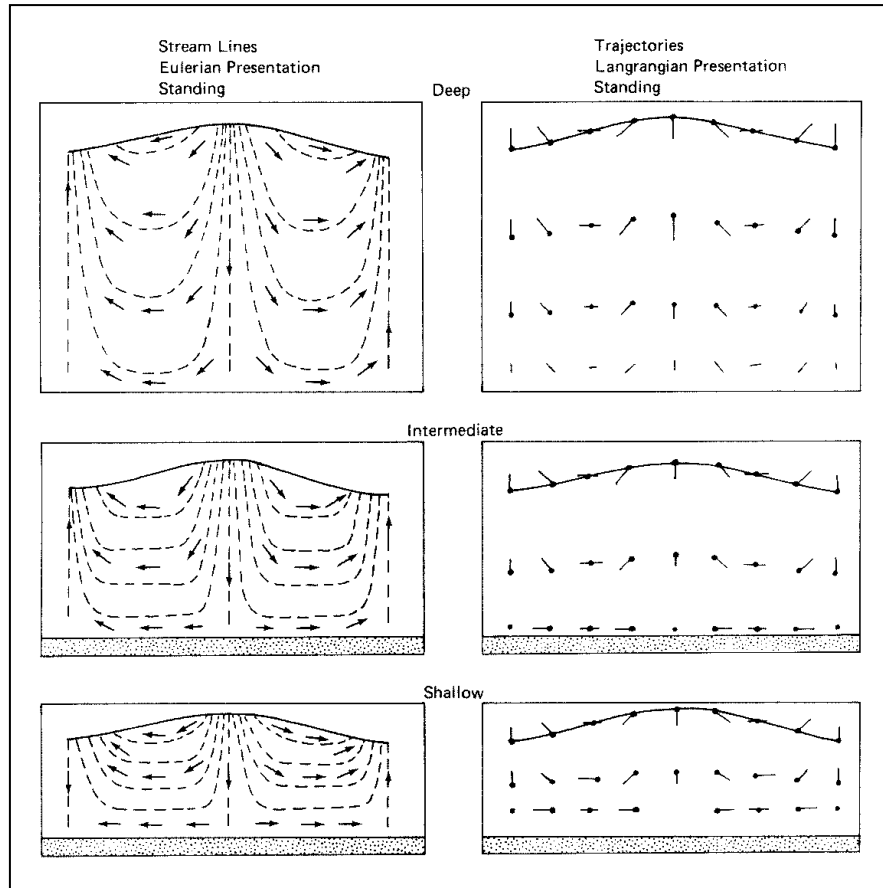 Stream Lines
Eulerian Presentation
Standing
Trajectories
Langrangian Presentation
Standing
Deep
Intermediate
Shallow